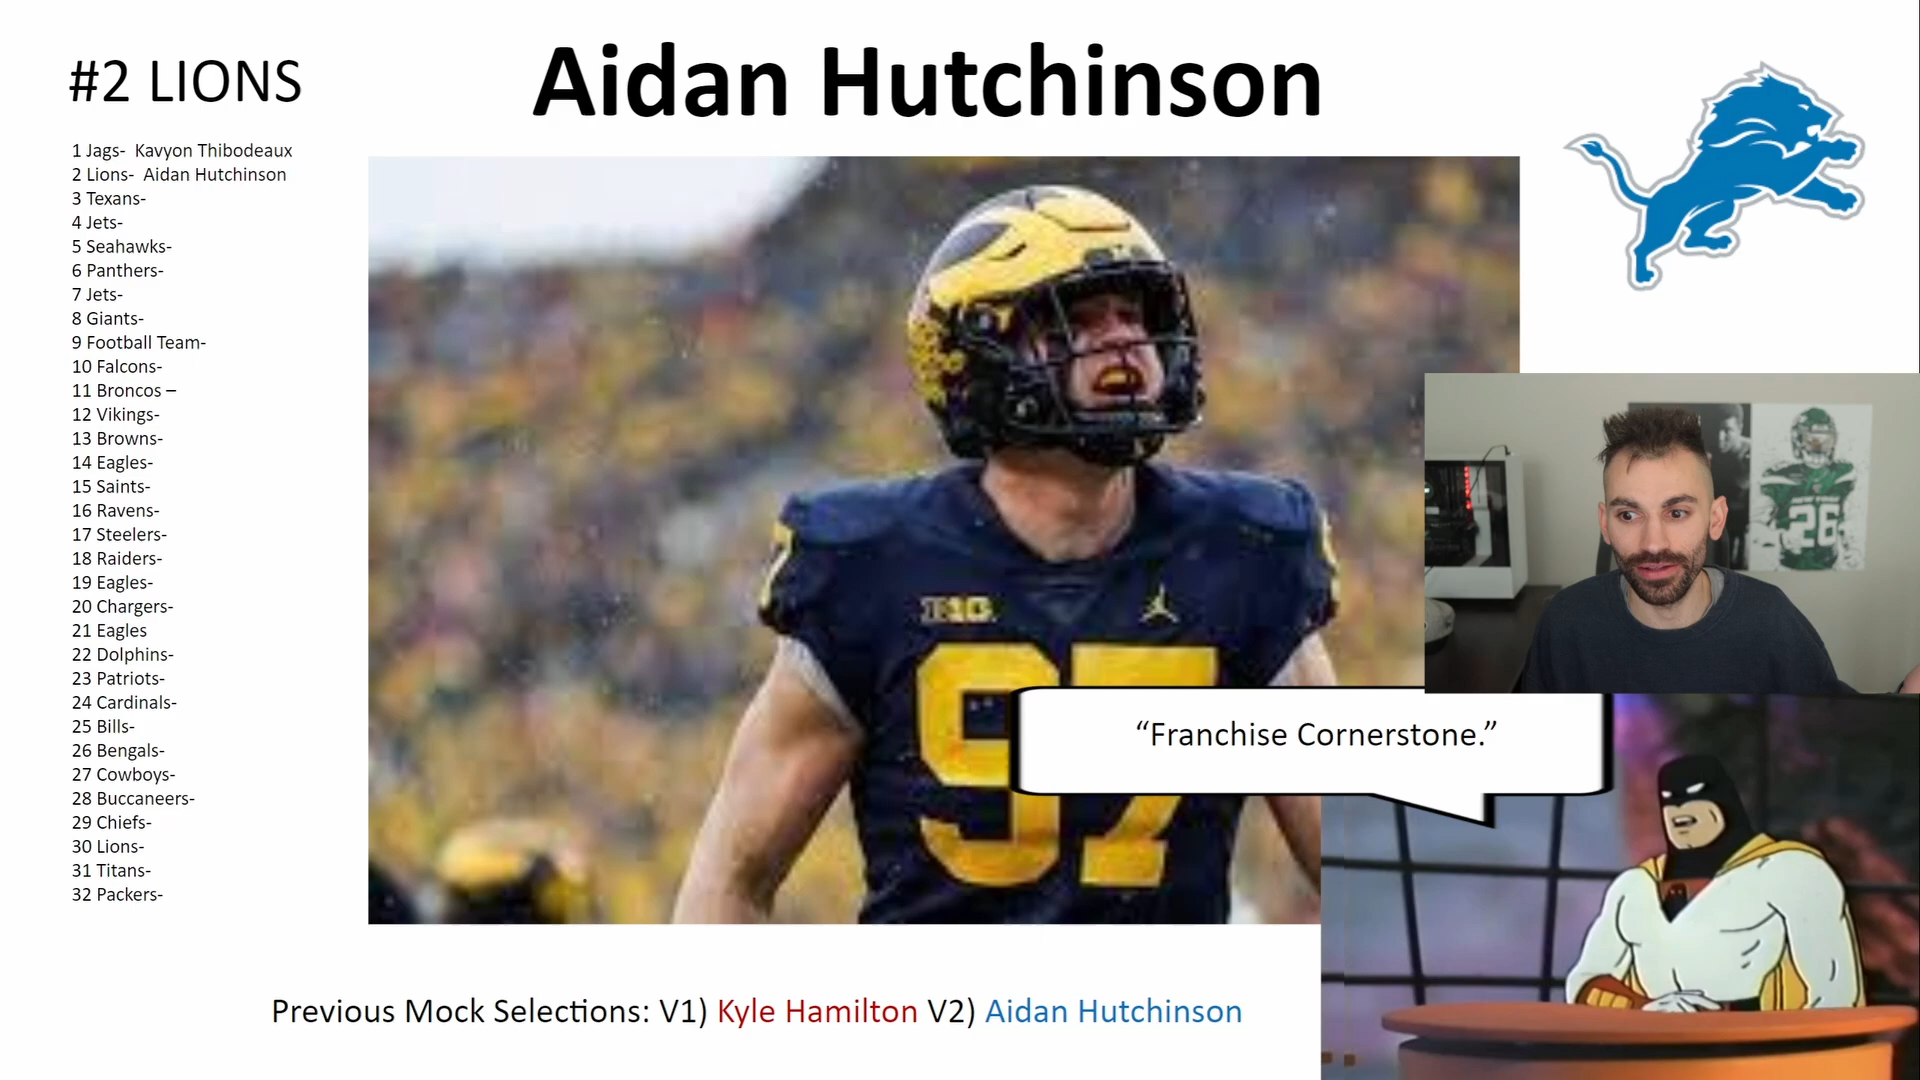 #2 LIONS
Aidan Hutchinson
1 Jags- Kavyon Thibodeaux
2 Lions- Aidan Hutchinson
3 Texans-
4 Jets-
5 Seahawks-
6 Panthers-
7 Jets-
8 Giants-
9 Football Team-
10 Falcons-
11 Broncos –
12 Vikings-
13 Browns-
14 Eagles-
15 Saints-
16 Ravens-
17 Steelers-
18 Raiders-
19 Eagles-
20 Chargers-
21 Eagles
22 Dolphins-
23 Patriots-
24 Cardinals-
25 Bills-
26 Bengals-
27 Cowboys-
28 Buccaneers-
29 Chiefs-
30 Lions-
31 Titans-
32 Packers-
B1G
97
26
“Franchise Cornerstone.”
Previous Mock Selections: V1) Kyle Hamilton V2) Aidan Hutchinson